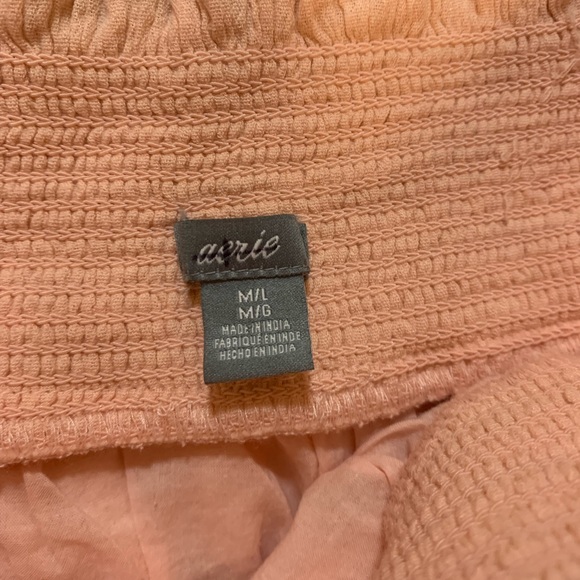 aerie
M/L
M/G
MADE IN INDIA
FABRIQUÉ EN INDE
HECHO EN INDIA